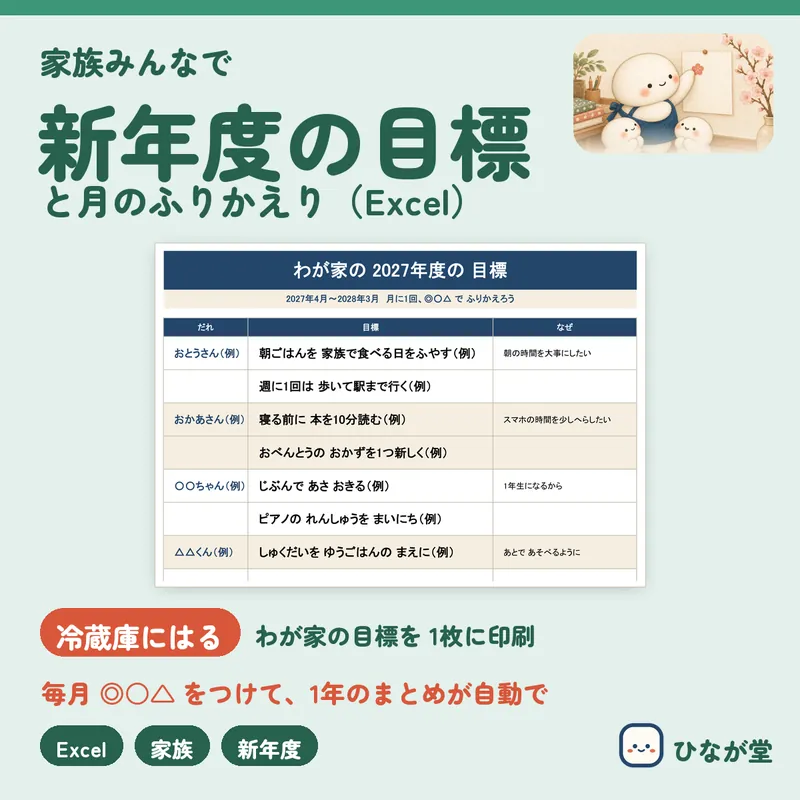 家族みんなで
新年度の目標
と月のふりかえり（Excel）
わが家の 2027年度の 目標
2027年4月～2028年3月 月に1回、◎〇△ で ふりかえろう
だれ 目標 なぜ
おとうさん（例） 朝ごはんを 家族で食べる日をふやす（例） 朝の時間を大事にしたい
週に1回は 歩いて駅まで行く（例）
おかあさん（例） 寝る前に 本を10分読む（例） スマホの時間を少しへらしたい
おべんとうの おかずを1つ新しく（例）
〇〇ちゃん（例） じぶんで あさ おきる（例） 1年生になるから
ピアノの れんしゅうを まいにち（例）
△△くん（例） しゅくだいを ゆうごはんの まえに（例） あとで あそべるように
冷蔵庫にはる わが家の目標を 1枚に印刷
毎月 ◎〇△ をつけて、1年のまとめが自動で
Excel 家族 新年度
ひなが堂